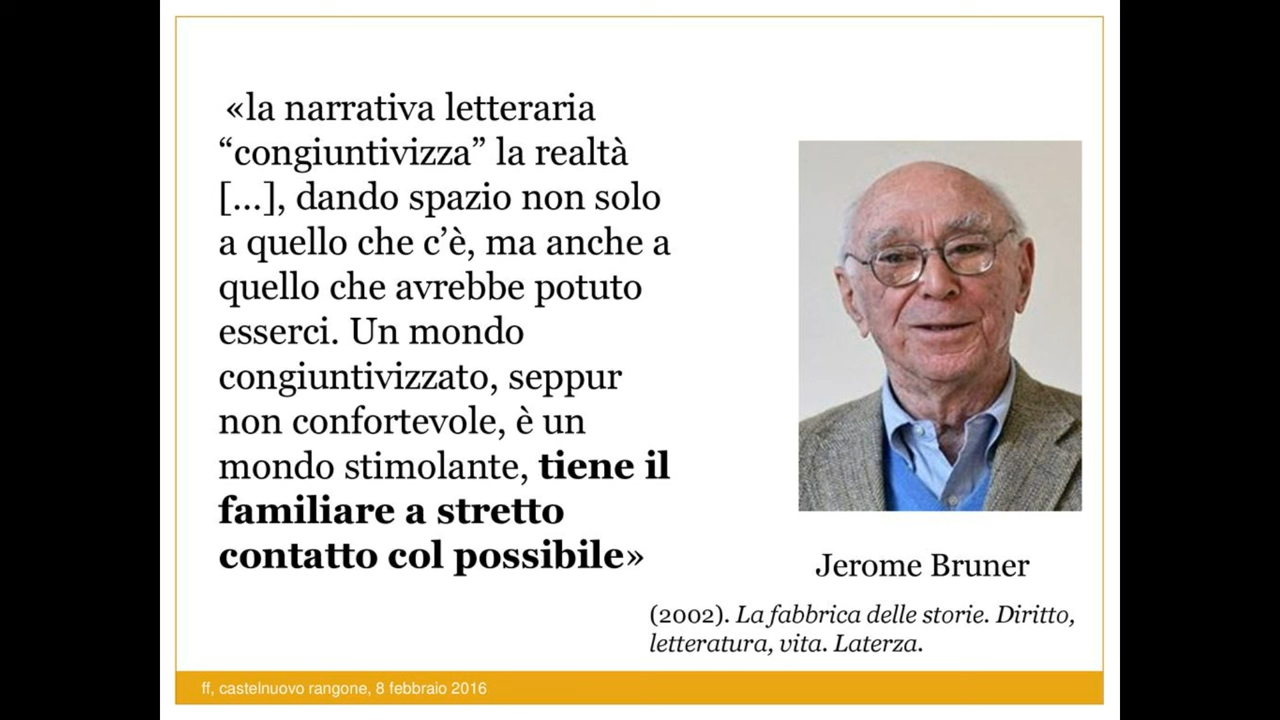 «la narrativa letteraria
“congiuntivizza” la realtà
[…], dando spazio non solo
a quello che c’è, ma anche a
quello che avrebbe potuto
esserci. Un mondo
congiuntivizzato, seppur
non confortevole, è un
mondo stimolante, tiene il
familiare a stretto
contatto col possibile»
Jerome Bruner
(2002). La fabbrica delle storie. Diritto,
letteratura, vita. Laterza.
ff, castelnuovo rangone, 8 febbraio 2016